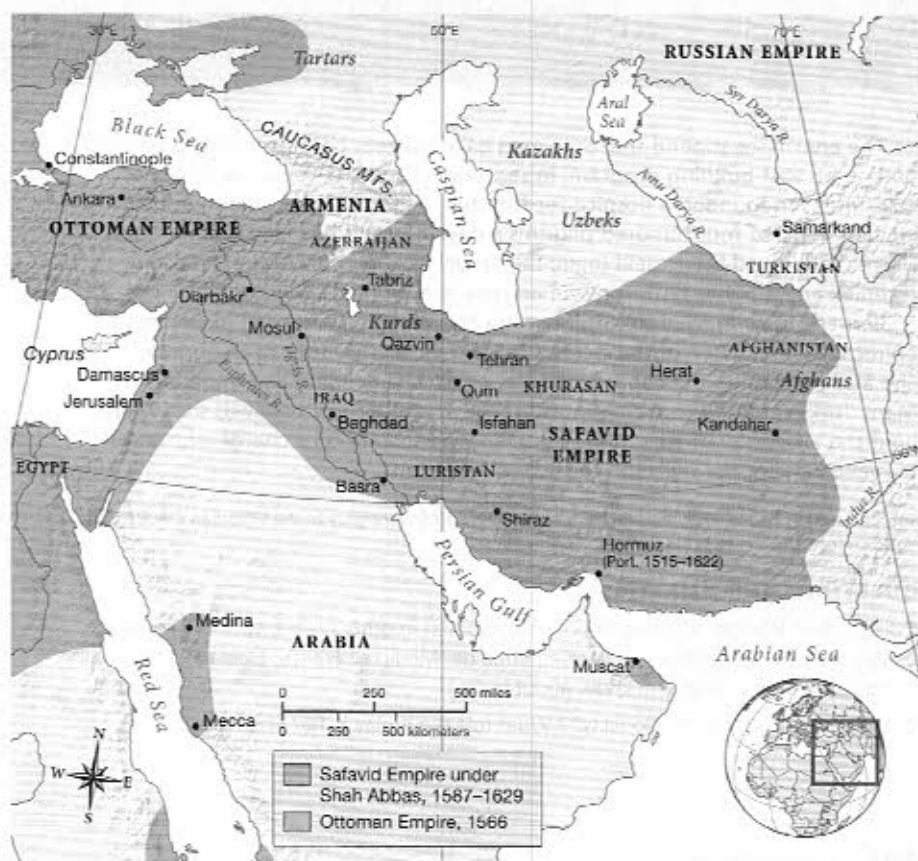 30°E
50°E
70°E
RUSSIAN EMPIRE
Tartars
Aral
Sea
Syr Darya R.
Black Sea
CAUCASUS MTS.
Caspian Sea
Kazakhs
Constantinople
Ankara
ARMENIA
Uzbeks
Amu Darya R.
Samarkand
OTTOMAN EMPIRE
AZERBAIJAN
TURKISTAN
Tabriz
Diarbakr
Mosul
Kurds
Qazvin
Tigris R.
Tehran
AFGHANISTAN
Cyprus
Damascus
Euphrates R.
Qum
KHURASAN
Herat
Afghans
Jerusalem
IRAQ
Baghdad
Isfahan
SAFAVID
EMPIRE
Kandahar
EGYPT
LURISTAN
Basra
Indus R.
Shiraz
Persian Gulf
Hormuz
(Port. 1515–1622)
Medina
ARABIA
Muscat
Arabian Sea
Red Sea
0 250 500 miles
0 250 500 kilometers
Mecca
N
W E
S
Safavid Empire under
Shah Abbas, 1587–1629
Ottoman Empire, 1566